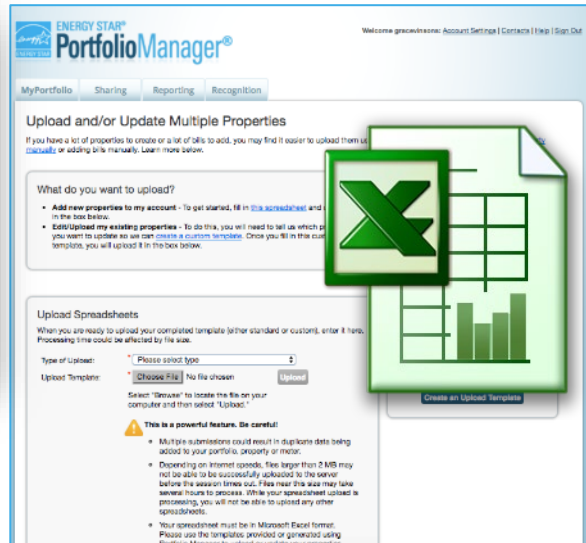 ENERGY STAR®
PortfolioManager®
Welcome gracevinsons: Account Settings | Contacts | Help | Sign Out
MyPortfolio Sharing Reporting Recognition
Upload and/or Update Multiple Properties
If you have a lot of properties to create or a lot of bills to add, you may find it easier to upload them
manually or adding bills manually. Learn more below.
What do you want to upload?
Add new properties to my account - To get started, fill in this spreadsheet and
in the box below.
Edit/Upload my existing properties - To do this, you will need to tell us which
you want to update so we can create a custom template. Once you fill in this
template, you will upload it in the box below.
Upload Spreadsheets
When you are ready to upload your completed template (either standard or custom), enter it here.
Processing time could be affected by file size.
Type of Upload: * Please select type
Upload Template: * Choose File No file chosen Upload
Select "Browse" to locate the file on your
computer and then select "Upload."
Create an Upload Template
This is a powerful feature. Be careful!
Multiple submissions could result in duplicate data being
added to your portfolio, property or meter.
Depending on internet speeds, files larger than 2 MB may
not be able to be successfully uploaded to the server
before the session times out. Files near this size may take
several hours to process. While your spreadsheet upload is
processing, you will not be able to upload any other
spreadsheets.
Your spreadsheet must be in Microsoft Excel format.
Please use the templates provided or generated using